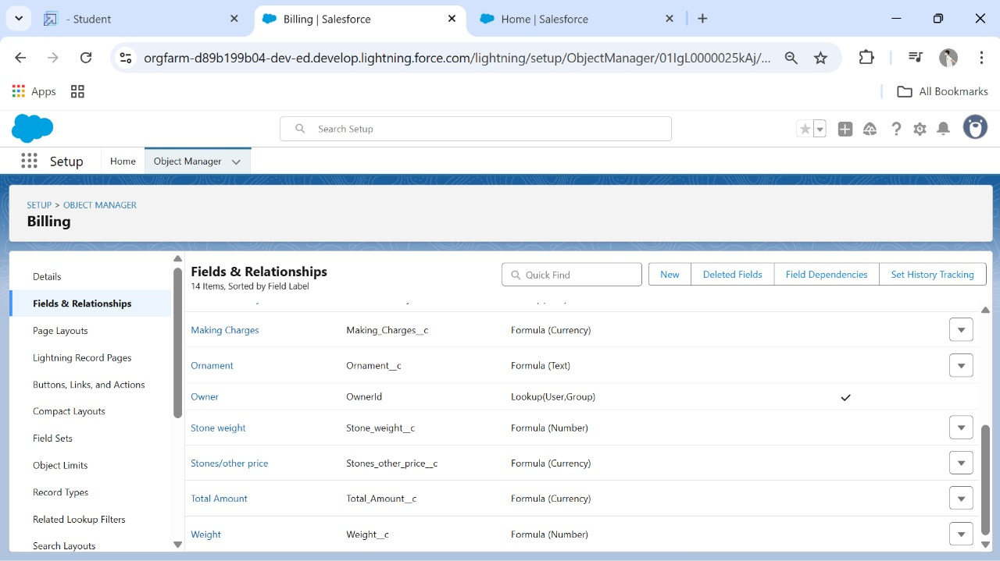 - Student
Billing | Salesforce
Home | Salesforce
orgfarm-d89b199b04-dev-ed.develop.lightning.force.com/lightning/setup/ObjectManager/01IgL0000025kAj/...
Apps
All Bookmarks
Search Setup
Setup
Home
Object Manager
SETUP > OBJECT MANAGER
Billing
Details
Fields & Relationships
Page Layouts
Lightning Record Pages
Buttons, Links, and Actions
Compact Layouts
Field Sets
Object Limits
Record Types
Related Lookup Filters
Search Layouts
Fields & Relationships
14 Items, Sorted by Field Label
Quick Find
New
Deleted Fields
Field Dependencies
Set History Tracking
Making Charges Making_Charges__c Formula (Currency)
Ornament Ornament__c Formula (Text)
Owner OwnerId Lookup(User,Group)
Stone weight Stone_weight__c Formula (Number)
Stones/other price Stones_other_price__c Formula (Currency)
Total Amount Total_Amount__c Formula (Currency)
Weight Weight__c Formula (Number)